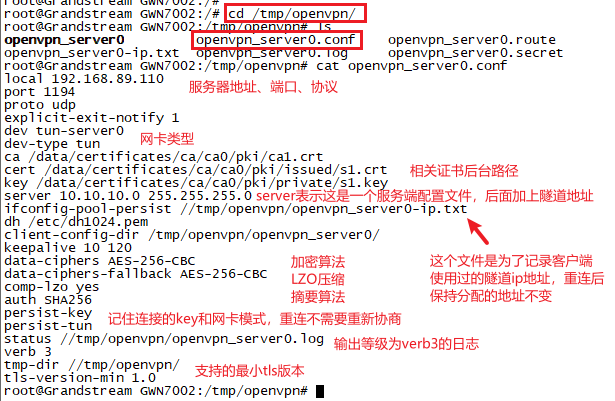 root@Grandstream GWN7002:/#
root@Grandstream GWN7002:/# cd /tmp/openvpn/
root@Grandstream GWN7002:/tmp/openvpn# ls
openvpn_server0 openvpn_server0.conf openvpn_server0.route
openvpn_server0-ip.txt openvpn_server0.log openvpn_server0.secret
root@Grandstream GWN7002:/tmp/openvpn# cat openvpn_server0.conf
local 192.168.89.110
port 1194 服务器地址、端口、协议
proto udp
explicit-exit-notify 1
dev tun-server0
dev-type tun 网卡类型
ca /data/certificates/ca/ca0/pki/ca1.crt
cert /data/certificates/ca/ca0/pki/issued/s1.crt 相关证书后台路径
key /data/certificates/ca/ca0/pki/private/s1.key
server 10.10.10.0 255.255.255.0 server表示这是一个服务端配置文件，后面加上隧道地址
ifconfig-pool-persist //tmp/openvpn/openvpn_server0-ip.txt
dh /etc/dh1024.pem
client-config-dir /tmp/openvpn/openvpn_server0/
keepalive 10 120
data-ciphers AES-256-CBC 加密算法 这个文件是为了记录客户端
data-ciphers-fallback AES-256-CBC LZO压缩 使用过的隧道ip地址，重连后
comp-lzo yes 摘要算法 保持分配的地址不变
auth SHA256
persist-key 记住连接的key和网卡模式，重连不需要重新协商
persist-tun
status //tmp/openvpn/openvpn_server0.log 输出等级为verb3的日志
verb 3
tmp-dir //tmp/openvpn/
tls-version-min 1.0 支持的最小tls版本
root@Grandstream GWN7002:/tmp/openvpn#